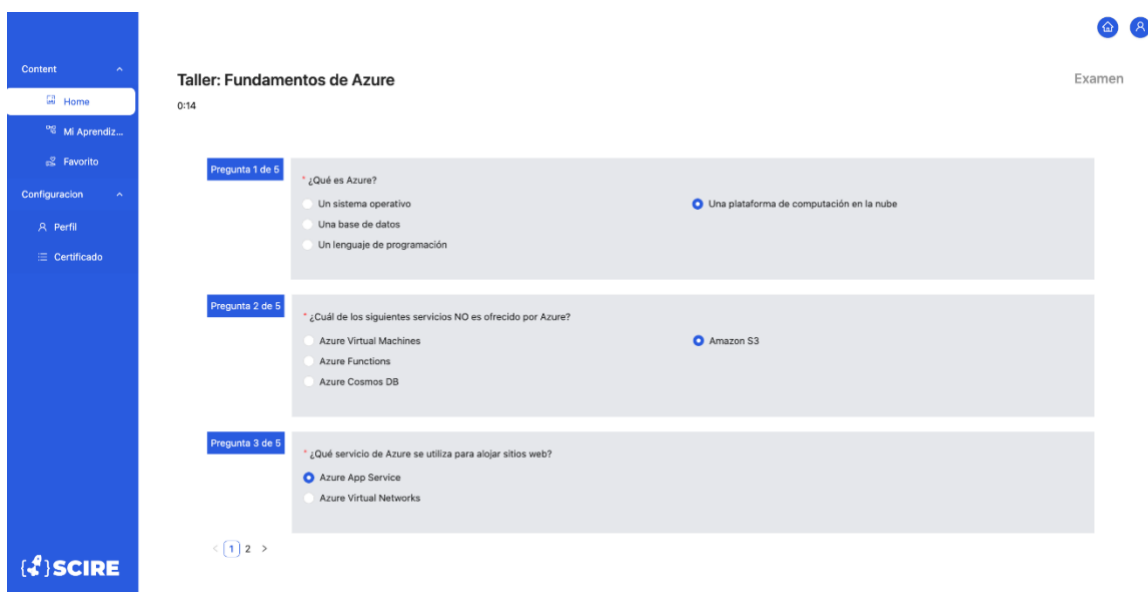 Content
Home
Mi Aprendiz...
Favorito
Configuracion
Perfil
Certificado
{ }SCIRE
Taller: Fundamentos de Azure
Examen
0:14
Pregunta 1 de 5
* ¿Qué es Azure?
Un sistema operativo
Una plataforma de computación en la nube
Una base de datos
Un lenguaje de programación
Pregunta 2 de 5
* ¿Cuál de los siguientes servicios NO es ofrecido por Azure?
Azure Virtual Machines
Amazon S3
Azure Functions
Azure Cosmos DB
Pregunta 3 de 5
* ¿Qué servicio de Azure se utiliza para alojar sitios web?
Azure App Service
Azure Virtual Networks
< 1 2 >